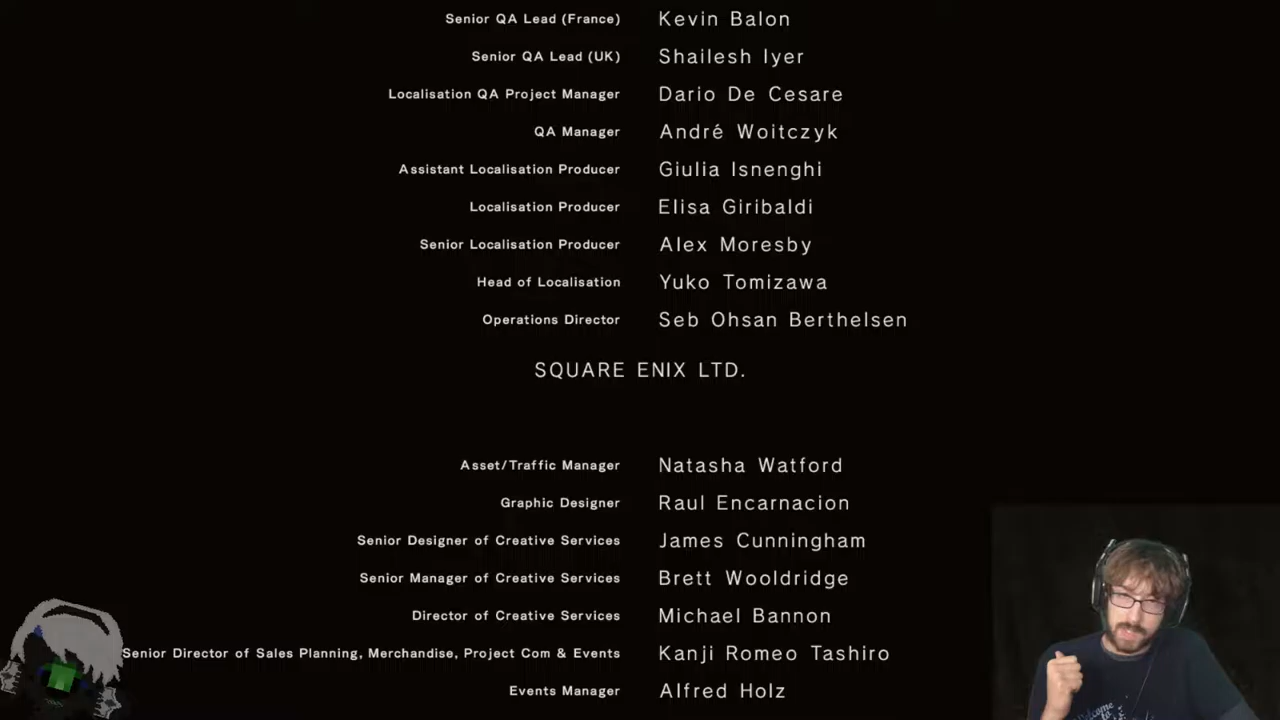 Senior QA Lead (France) Kevin Balon
Senior QA Lead (UK) Shailesh Iyer
Localisation QA Project Manager Dario De Cesare
QA Manager André Woitczyk
Assistant Localisation Producer Giulia Isnenghi
Localisation Producer Elisa Giribaldi
Senior Localisation Producer Alex Moresby
Head of Localisation Yuko Tomizawa
Operations Director Seb Ohsan Berthelsen
SQUARE ENIX LTD.
Asset/Traffic Manager Natasha Watford
Graphic Designer Raul Encarnacion
Senior Designer of Creative Services James Cunningham
Senior Manager of Creative Services Brett Wooldridge
Director of Creative Services Michael Bannon
Senior Director of Sales Planning, Merchandise, Project Com & Events Kanji Romeo Tashiro
Events Manager Alfred Holz
Welcome